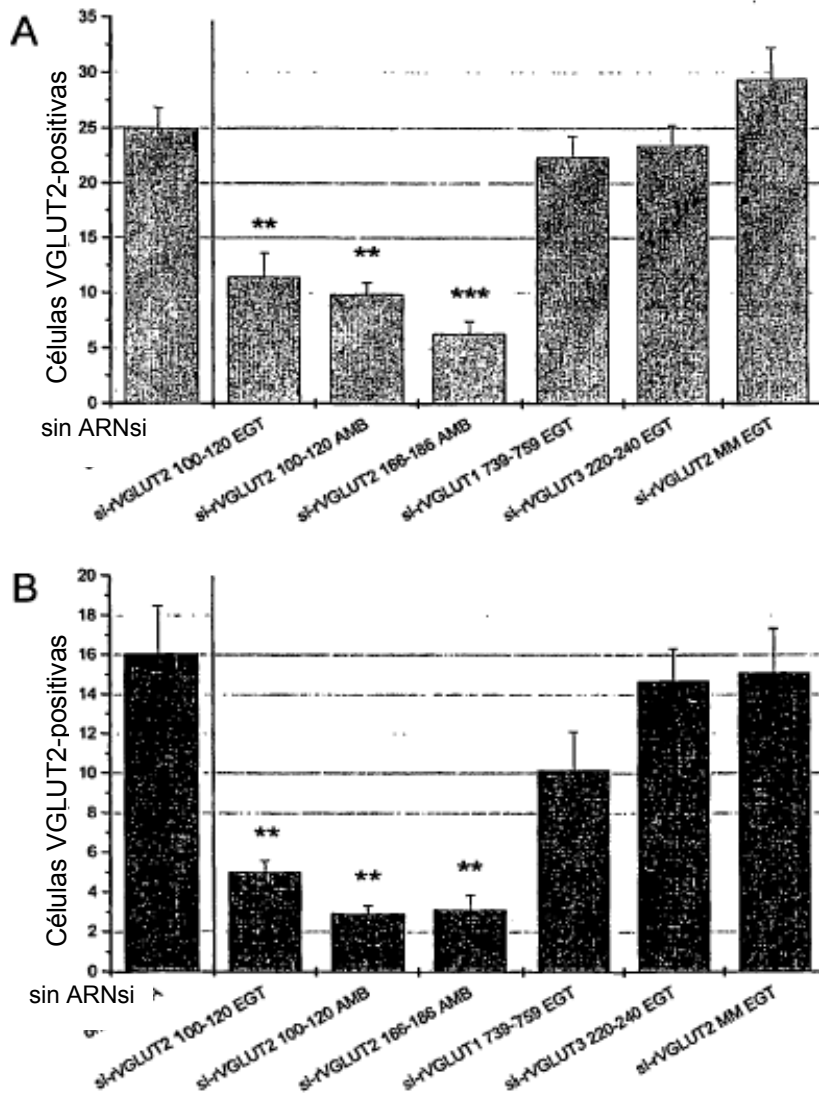 A
Células VGLUT2-positivas
35
30
25
20
15
10
5
0
**
**
***
sin ARNsi
si-rVGLUT2 100-120 EGT
si-rVGLUT2 100-120 AMB
si-rVGLUT2 166-186 AMB
si-rVGLUT1 739-759 EGT
si-rVGLUT3 220-240 EGT
si-rVGLUT2 MM EGT
B
Células VGLUT2-positivas
20
18
16
14
12
10
8
6
4
2
0
**
**
**
sin ARNsi
si-rVGLUT2 100-120 EGT
si-rVGLUT2 100-120 AMB
si-rVGLUT2 166-186 AMB
si-rVGLUT1 739-759 EGT
si-rVGLUT3 220-240 EGT
si-rVGLUT2 MM EGT